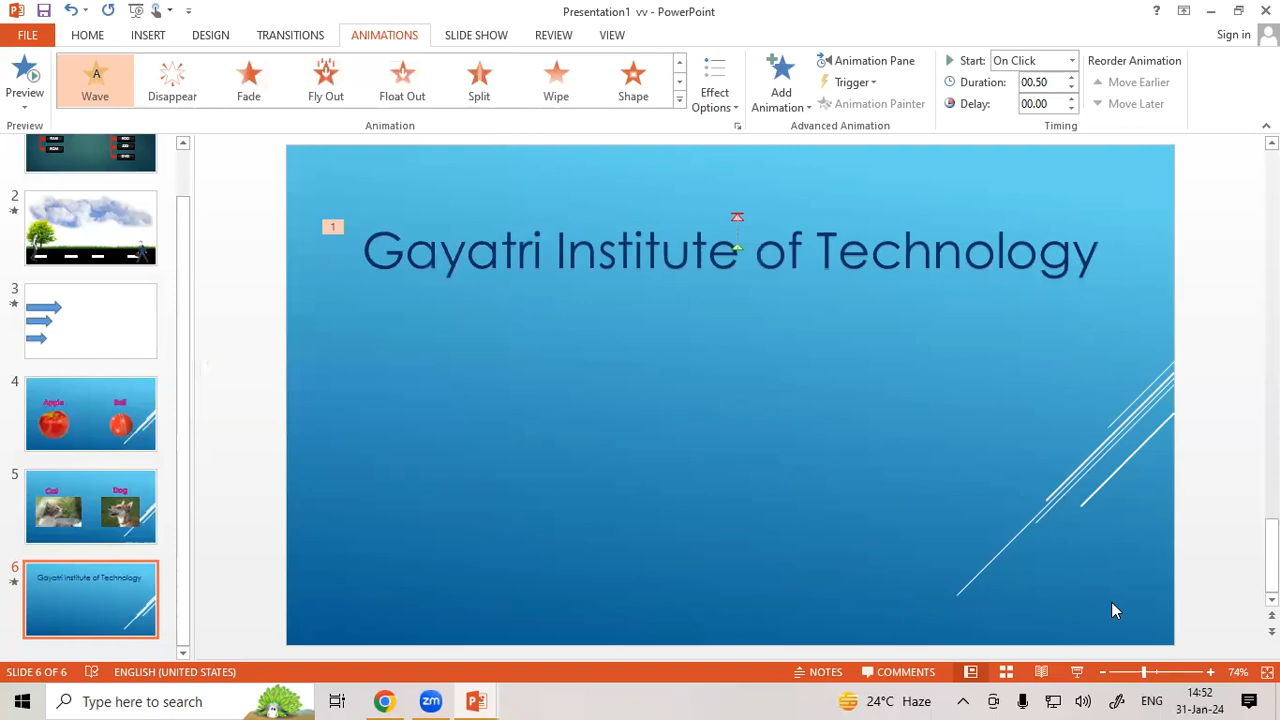 Presentation1 vv - PowerPoint
?
Sign in
FILE
HOME
INSERT
DESIGN
TRANSITIONS
ANIMATIONS
SLIDE SHOW
REVIEW
VIEW
Preview
A
Wave
Disappear
Fade
Fly Out
Float Out
Split
Wipe
Shape
Effect
Options
Add
Animation
Animation Pane
Trigger
Animation Painter
Start: On Click
Duration: 00.50
Delay: 00.00
Reorder Animation
Move Earlier
Move Later
Preview
Animation
Advanced Animation
Timing
2
3
4
Apple
Ball
5
Cat
Dog
6
Gayatri Institute of Technology
1
Gayatri Institute of Technology
SLIDE 6 OF 6
ENGLISH (UNITED STATES)
NOTES
COMMENTS
74%
Type here to search
24°C Haze
ENG
14:52
31-Jan-24